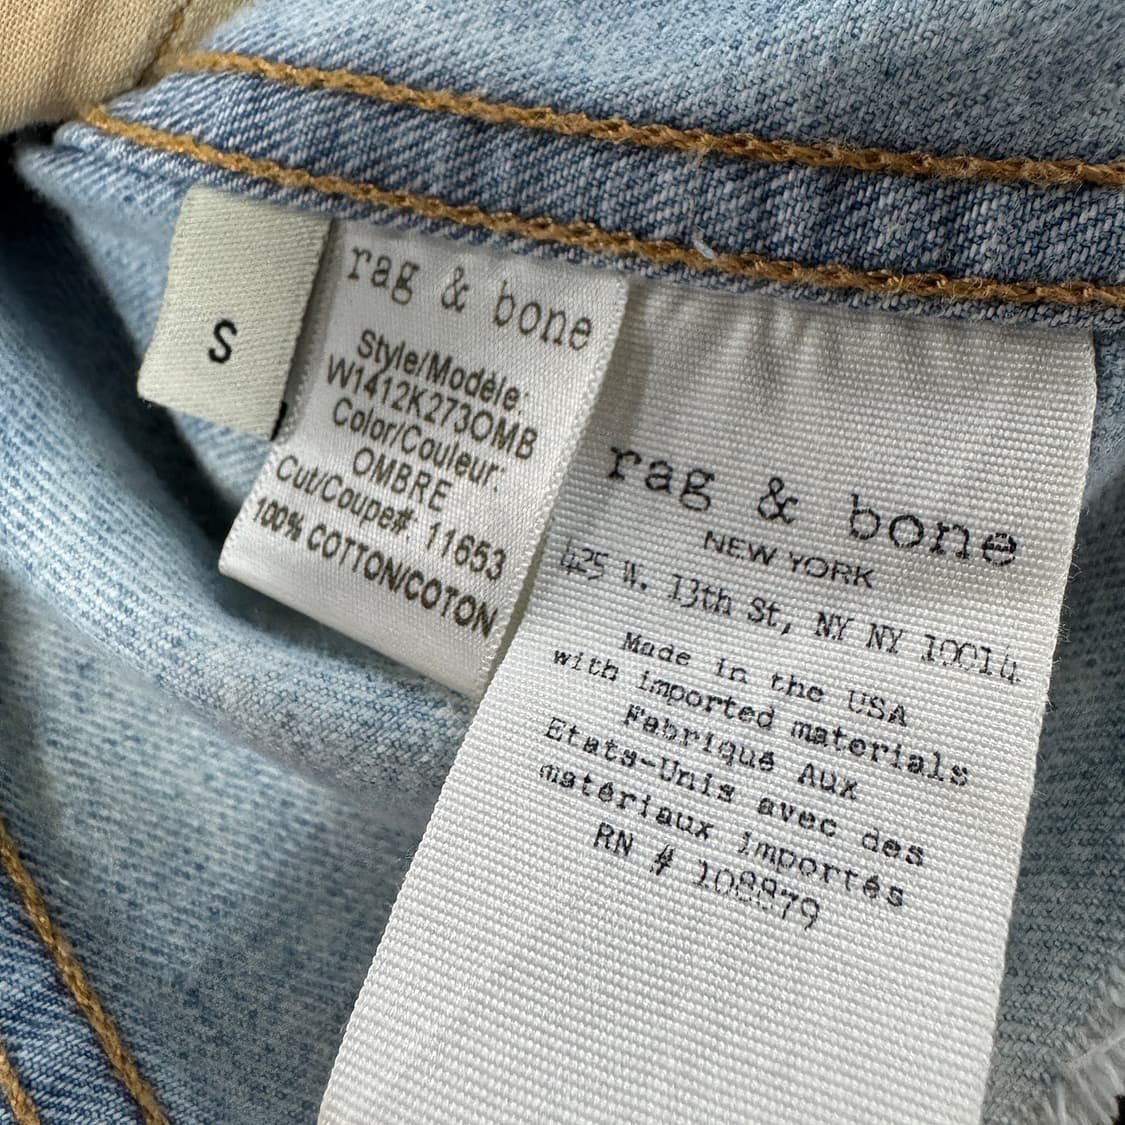 S
rag & bone
Style/Modèle:
W1412K273OMB
Color/Couleur:
OMBRE
Cut/Coupe#: 11653
100% COTTON/COTON
rag & bone
NEW YORK
425 W. 13th St, NY NY 10014
Made in the USA
with imported materials
Fabriqué Aux
Etats-Unis avec des
matériaux importés
RN # 108879